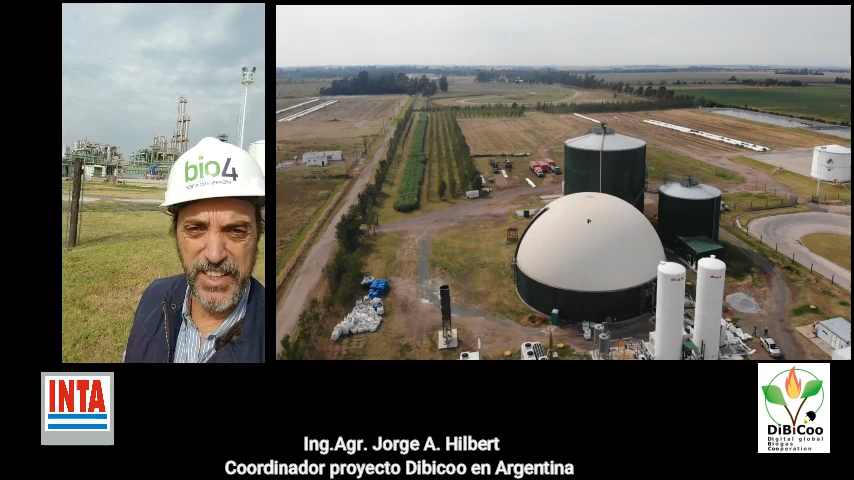 bio4
INTA
DiBiCoo
Digital global
Biogas
Cooperation
Ing.Agr. Jorge A. Hilbert
Coordinador proyecto Dibicoo en Argentina